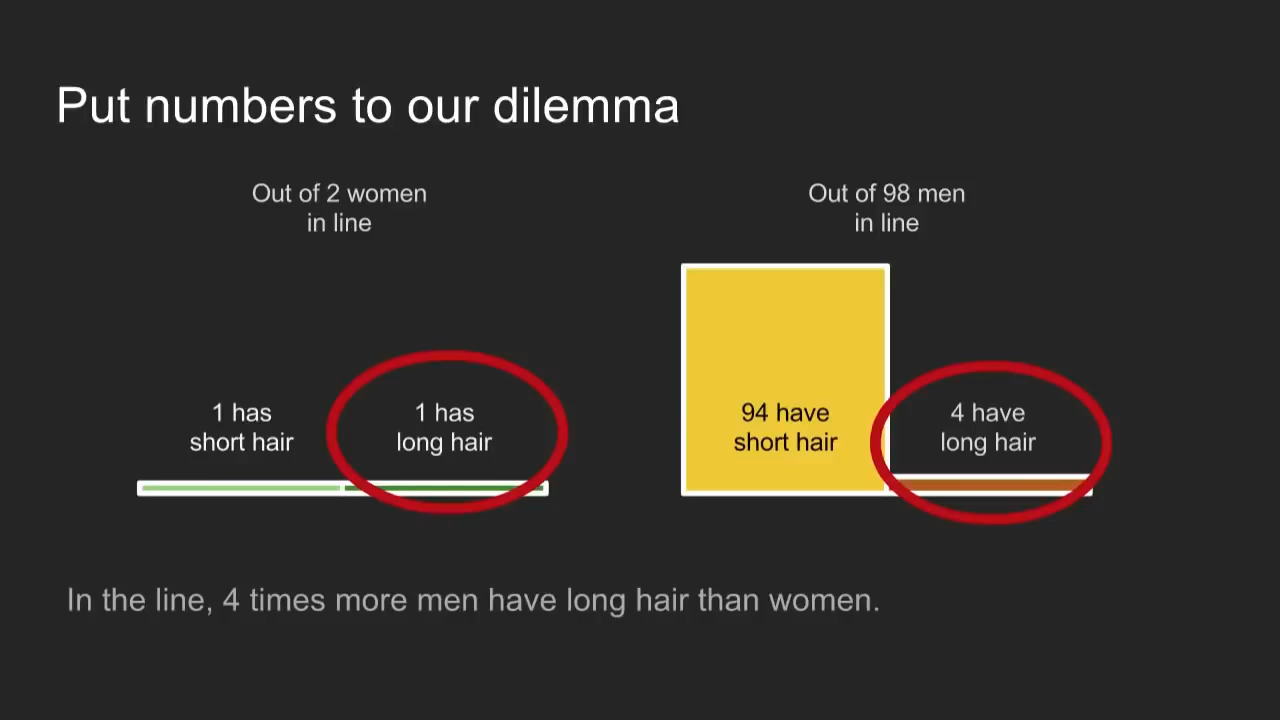 Put numbers to our dilemma
Out of 2 women
in line
Out of 98 men
in line
1 has
short hair
1 has
long hair
94 have
short hair
4 have
long hair
In the line, 4 times more men have long hair than women.